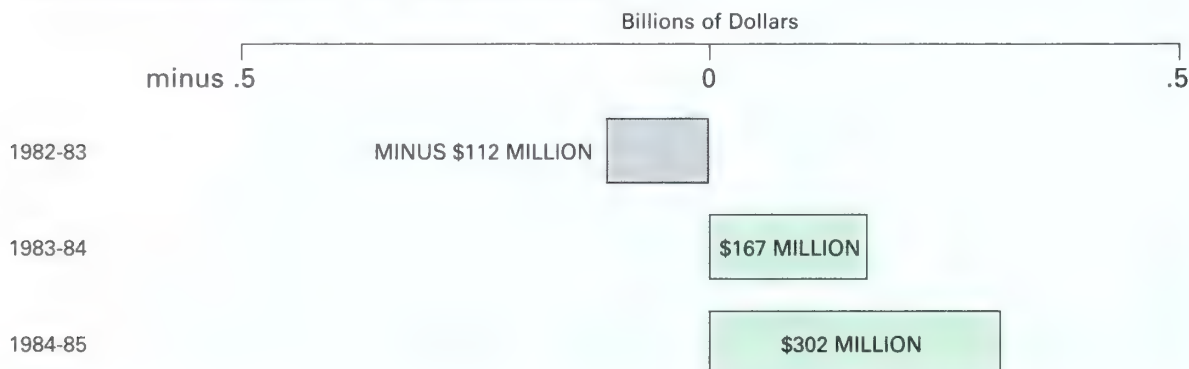 Billions of Dollars
minus .5 0 .5
1982-83 MINUS $112 MILLION
1983-84 $167 MILLION
1984-85 $302 MILLION